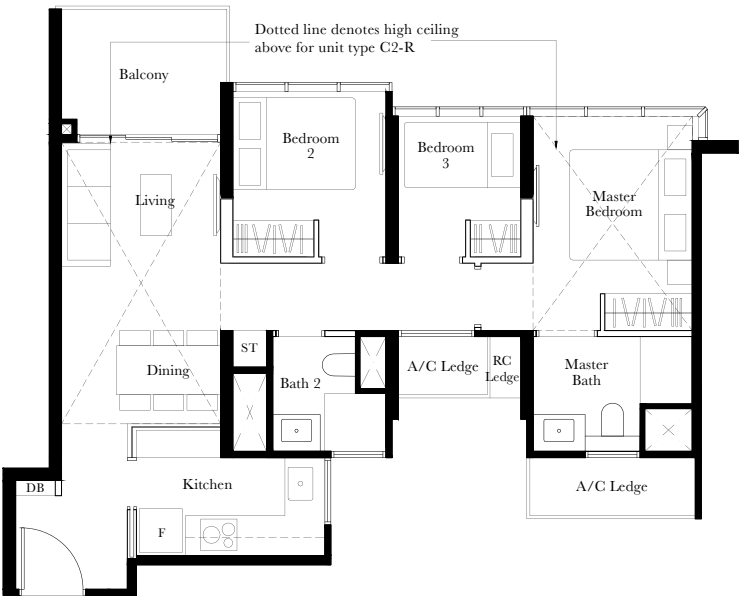 Dotted line denotes high ceiling
above for unit type C2-R
Balcony
Bedroom
2
Bedroom
3
Living
Master
Bedroom
ST
Dining
Bath 2
A/C Ledge
RC
Ledge
Master
Bath
DB
Kitchen
A/C Ledge
F